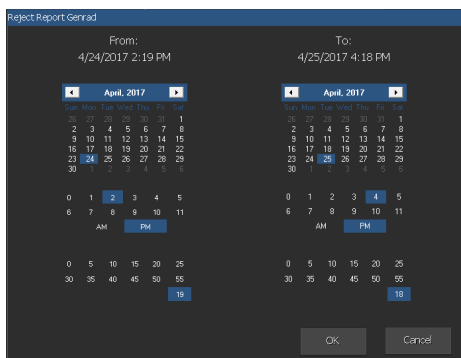 Reject Report Genrad
From: To:
4/24/2017 2:19 PM 4/25/2017 4:18 PM
April, 2017 April, 2017
Sun Mon Tue Wed Thu Fri Sat Sun Mon Tue Wed Thu Fri Sat
26 27 28 29 30 31 1 26 27 28 29 30 31 1
2 3 4 5 6 7 8 2 3 4 5 6 7 8
9 10 11 12 13 14 15 9 10 11 12 13 14 15
16 17 18 19 20 21 22 16 17 18 19 20 21 22
23 24 25 26 27 28 29 23 24 25 26 27 28 29
30 1 2 3 4 5 6 30 1 2 3 4 5 6
0 1 2 3 4 5 0 1 2 3 4 5
6 7 8 9 10 11 6 7 8 9 10 11
AM PM AM PM
0 5 10 15 20 25 0 5 10 15 20 25
30 35 40 45 50 55 30 35 40 45 50 55
19 18
OK Cancel